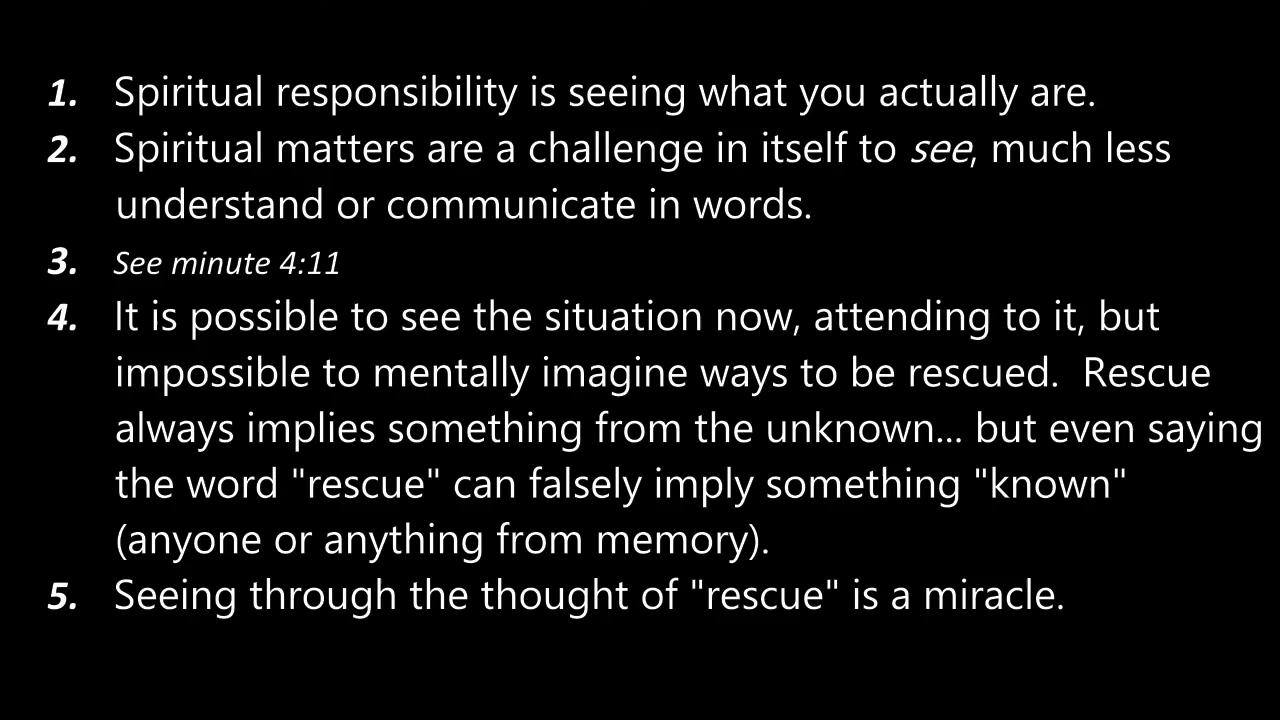 1. Spiritual responsibility is seeing what you actually are.
2. Spiritual matters are a challenge in itself to see, much less
understand or communicate in words.
3. See minute 4:11
4. It is possible to see the situation now, attending to it, but
impossible to mentally imagine ways to be rescued.  Rescue
always implies something from the unknown... but even saying
the word "rescue" can falsely imply something "known"
(anyone or anything from memory).
5. Seeing through the thought of "rescue" is a miracle.